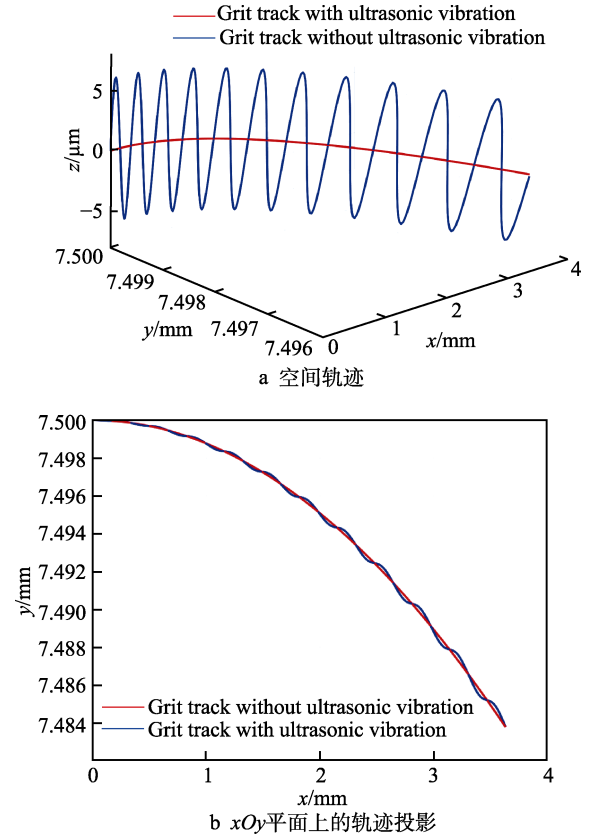 Grit track with ultrasonic vibration
Grit track without ultrasonic vibration
5
0
−5
z/μm
7.500
7.499
7.498
7.497
7.496
y/mm
0
1
2
3
4
x/mm
a 空间轨迹
7.500
7.498
7.496
7.494
7.492
7.490
7.488
7.486
7.484
y/mm
Grit track without ultrasonic vibration
Grit track with ultrasonic vibration
0 1 2 3 4
x/mm
b xOy平面上的轨迹投影